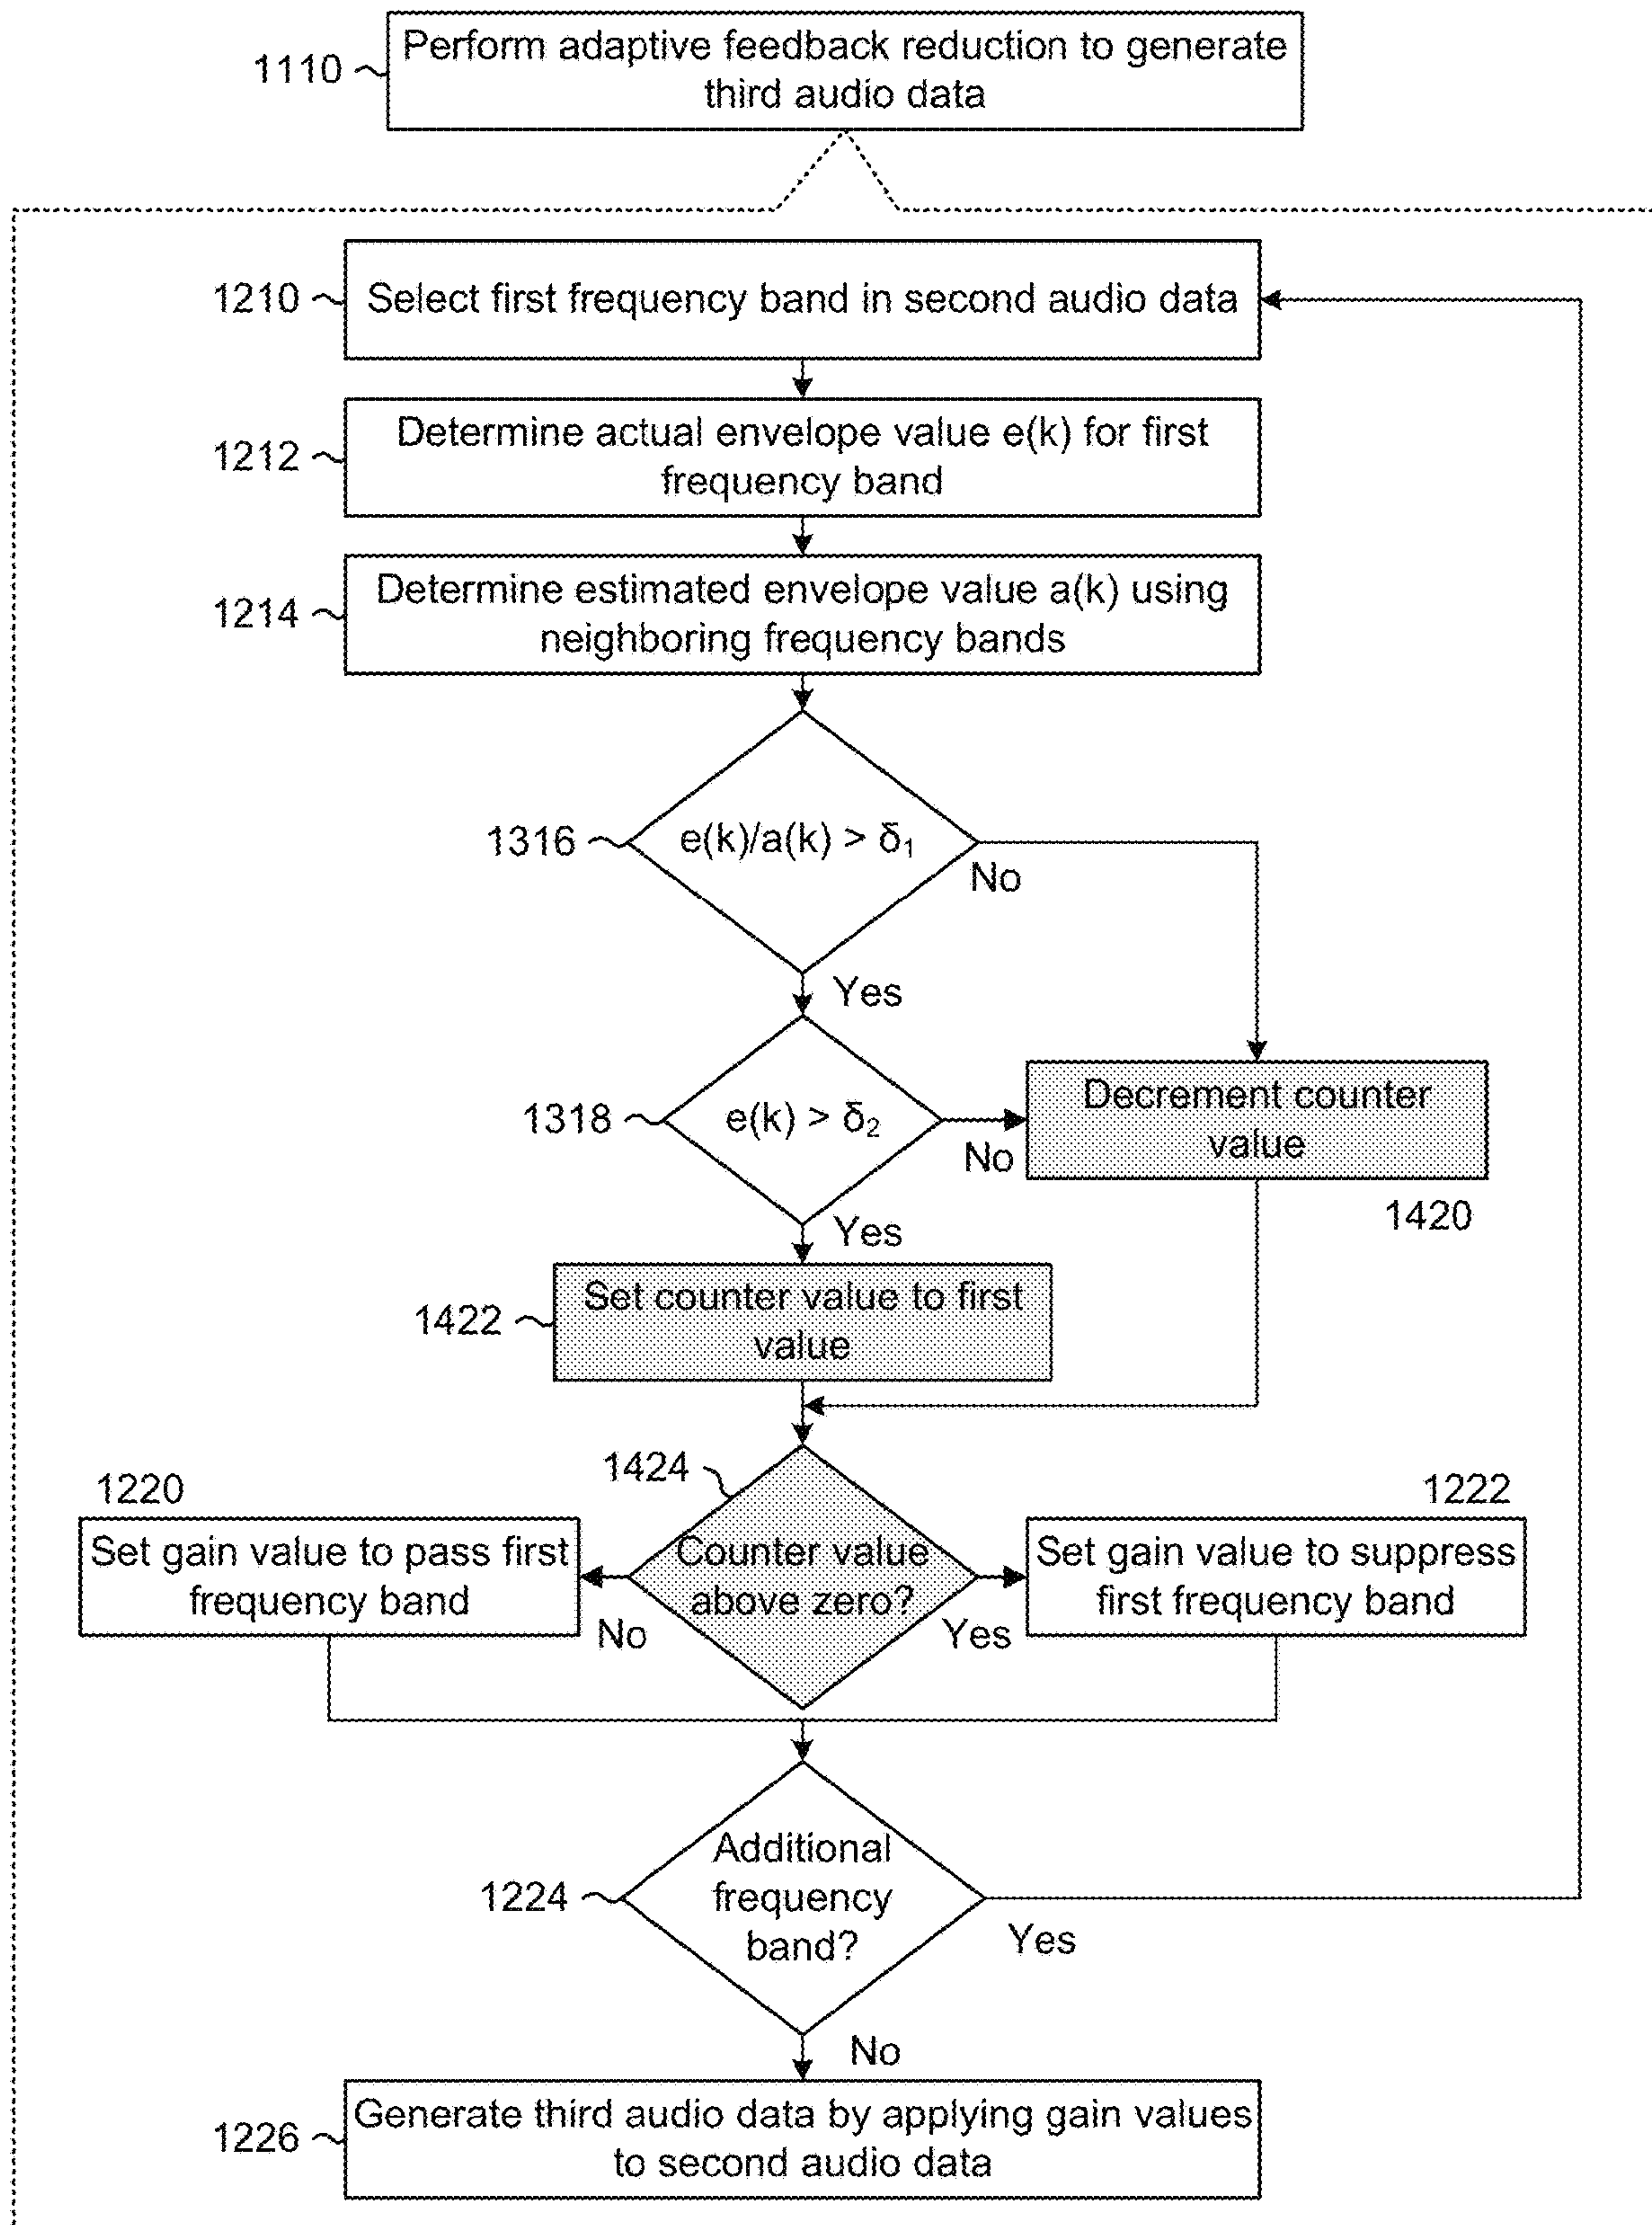 1110
Perform adaptive feedback reduction to generate
third audio data
1210
Select first frequency band in second audio data
1212
Determine actual envelope value e(k) for first
frequency band
1214
Determine estimated envelope value a(k) using
neighboring frequency bands
1316
e(k)/a(k) > δ₁
No
Yes
1318
e(k) > δ₂
No
Decrement counter
value
1420
Yes
1422
Set counter value to first
value
1424
1220
Set gain value to pass first
frequency band
Counter value
above zero?
No
Yes
1222
Set gain value to suppress
first frequency band
1224
Additional
frequency
band?
Yes
No
1226
Generate third audio data by applying gain values
to second audio data